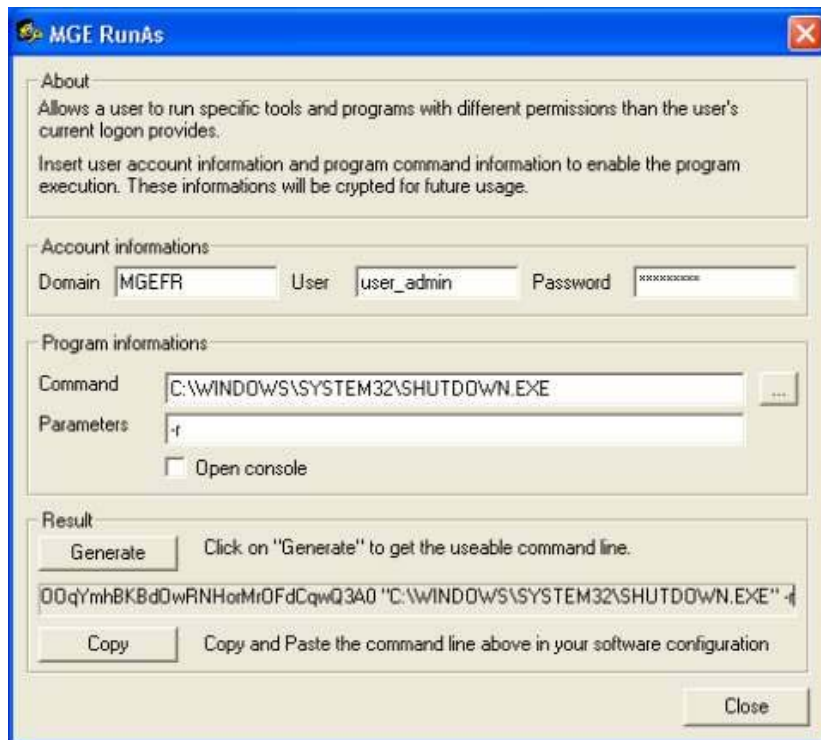 MGE RunAs
About
Allows a user to run specific tools and programs with different permissions than the user's
current logon provides.
Insert user account information and program command information to enable the program
execution. These informations will be crypted for future usage.
Account informations
Domain MGEFR User user_admin Password *********
Program informations
Command C:\WINDOWS\SYSTEM32\SHUTDOWN.EXE ...
Parameters -r
Open console
Result
Generate Click on "Generate" to get the useable command line.
"C:\WINDOWS\SYSTEM32\SHUTDOWN.EXE" -r
Copy Copy and Paste the command line above in your software configuration
Close